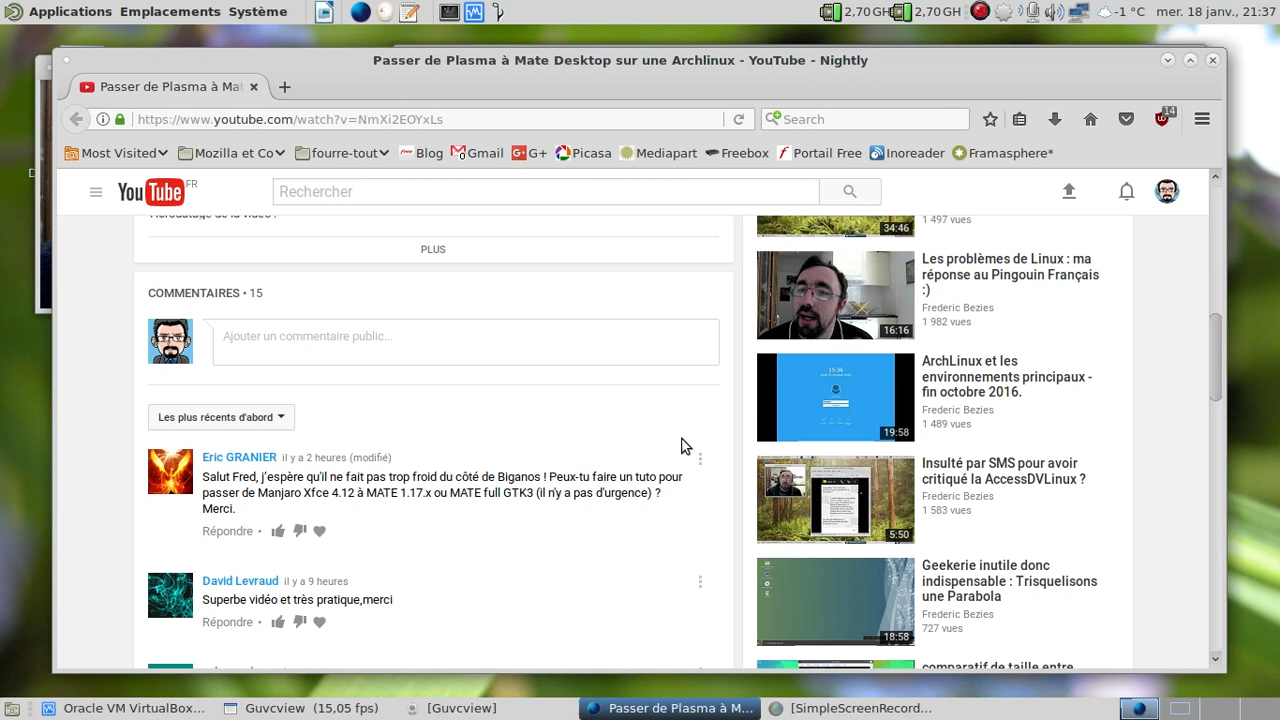 Applications Emplacements Système
2,70 GH 2,70 GH -1 °C mer. 18 janv., 21:37
Passer de Plasma à Mate Desktop sur une Archlinux - YouTube - Nightly
Passer de Plasma à Mat
https://www.youtube.com/watch?v=NmXi2EOYxLs
Search
14
Most Visited Mozilla et Co fourre-tout Blog Gmail G+ Picasa Mediapart Freebox Portail Free Inoreader Framasphere*
YouTube FR
Rechercher
PLUS
COMMENTAIRES • 15
Ajouter un commentaire public...
Les plus récents d'abord
Eric GRANIER il y a 2 heures (modifié)
Salut Fred, j'espère qu'il ne fait pas trop froid du côté de Biganos ! Peux-tu faire un tuto pour
passer de Manjaro Xfce 4.12 à MATE 1.17.x ou MATE full GTK3 (il n'y a pas d'urgence) ?
Merci.
Répondre •
David Levraud il y a 9 heures
Superbe vidéo et très pratique,merci
Répondre •
1 497 vues
34:46
Les problèmes de Linux : ma
réponse au Pingouin Français
:)
Frederic Bezies
1 982 vues
16:16
ArchLinux et les
environnements principaux -
fin octobre 2016.
Frederic Bezies
1 489 vues
19:58
Insulté par SMS pour avoir
critiqué la AccessDVLinux ?
Frederic Bezies
1 583 vues
5:50
Geekerie inutile donc
indispensable : Trisquelisons
une Parabola
Frederic Bezies
727 vues
18:58
comparatif de taille entre
Oracle VM VirtualBox... Guvcview (15,05 fps) [Guvcview] Passer de Plasma à M... [SimpleScreenRecord...